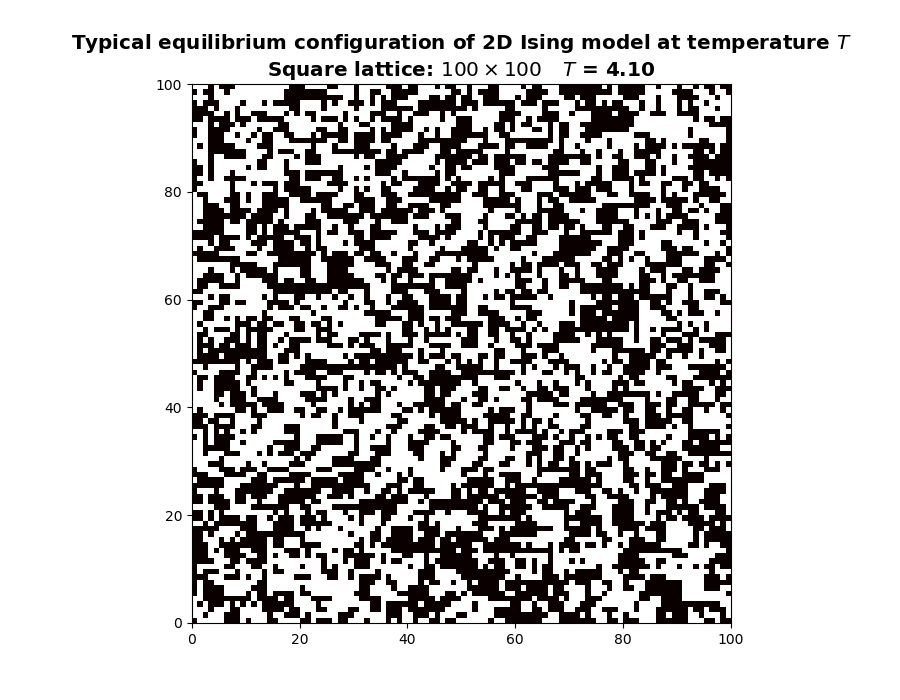 Typical equilibrium configuration of 2D Ising model at temperature T
Square lattice: 100 × 100 T = 4.10
100
80
60
40
20
0
0 20 40 60 80 100